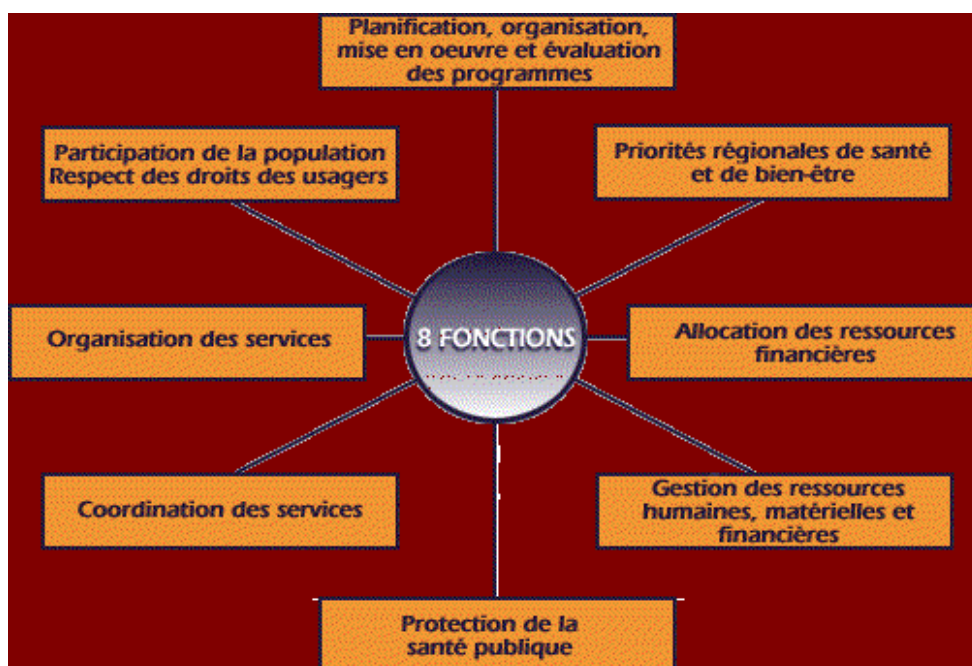 Planification, organisation,
mise en oeuvre et évaluation
des programmes
Participation de la population
Respect des droits des usagers
Priorités régionales de santé
et de bien-être
8 FONCTIONS
Organisation des services
Allocation des ressources
financières
Coordination des services
Gestion des ressources
humaines, matérielles et
financières
Protection de la
santé publique